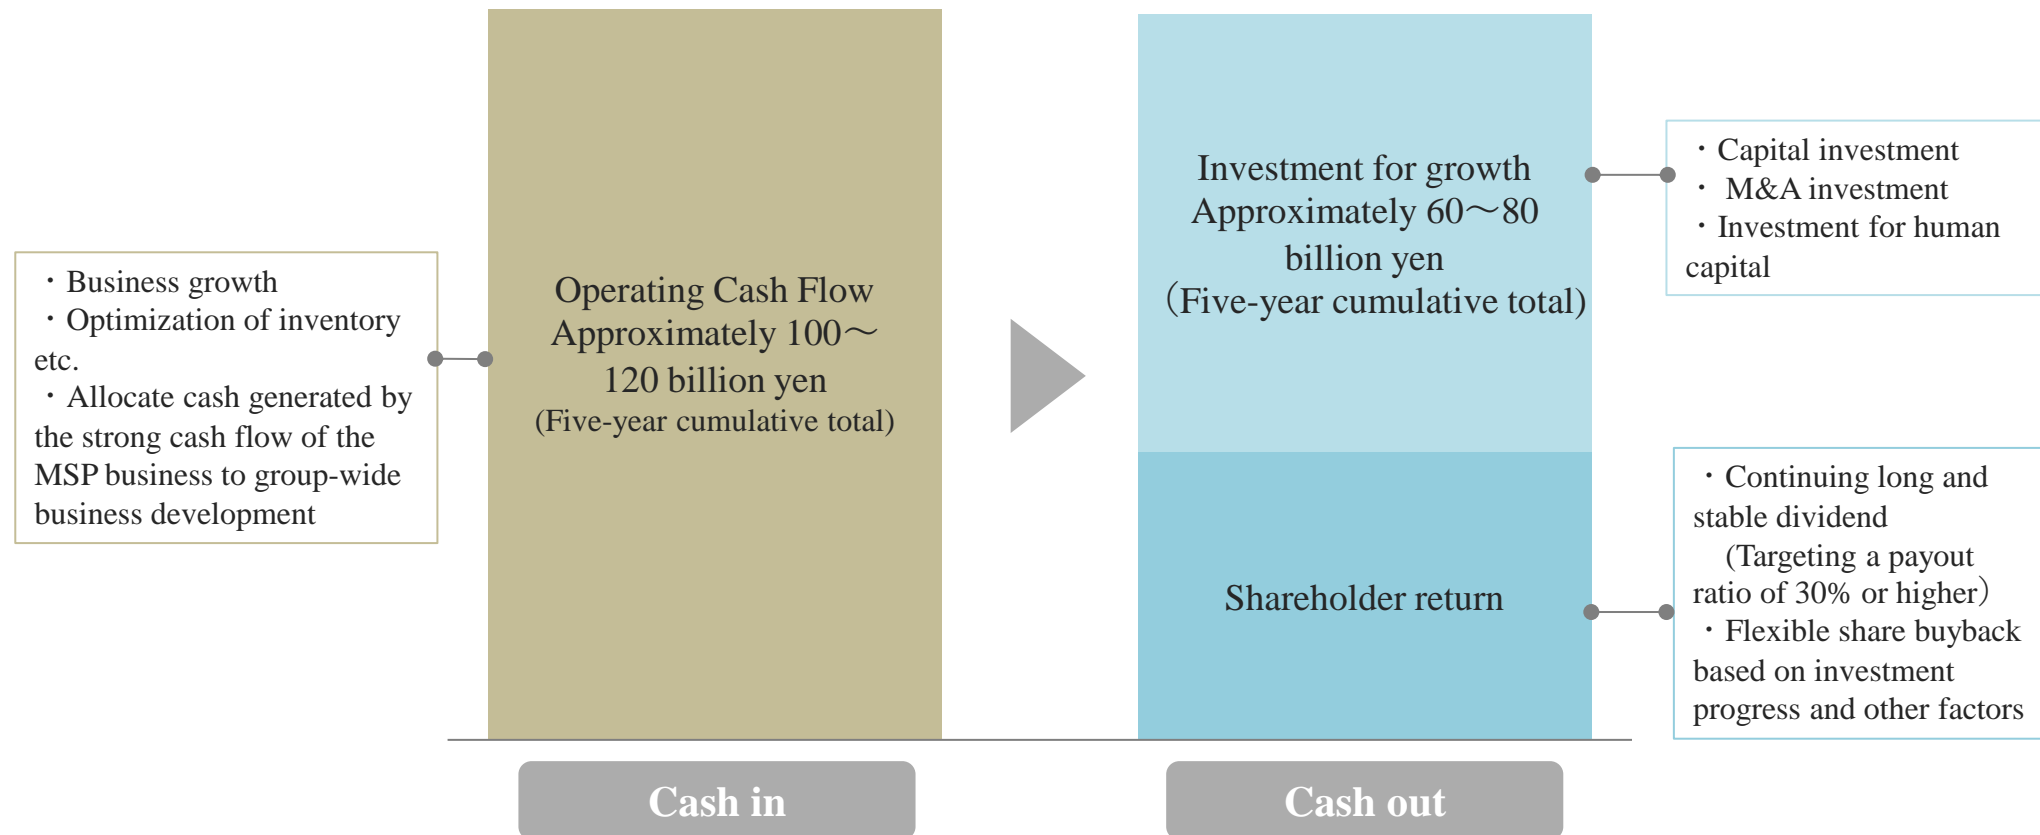 ・Business growth
・Optimization of inventory
etc.
・Allocate cash generated by
the strong cash flow of the
MSP business to group-wide
business development
Operating Cash Flow
Approximately 100～
120 billion yen
(Five-year cumulative total)
Cash in
Investment for growth
Approximately 60～80
billion yen
（Five-year cumulative total)
Shareholder return
Cash out
・Capital investment
・ M&A investment
・Investment for human
capital
・Continuing long and
stable dividend
(Targeting a payout
ratio of 30% or higher）
・Flexible share buyback
based on investment
progress and other factors